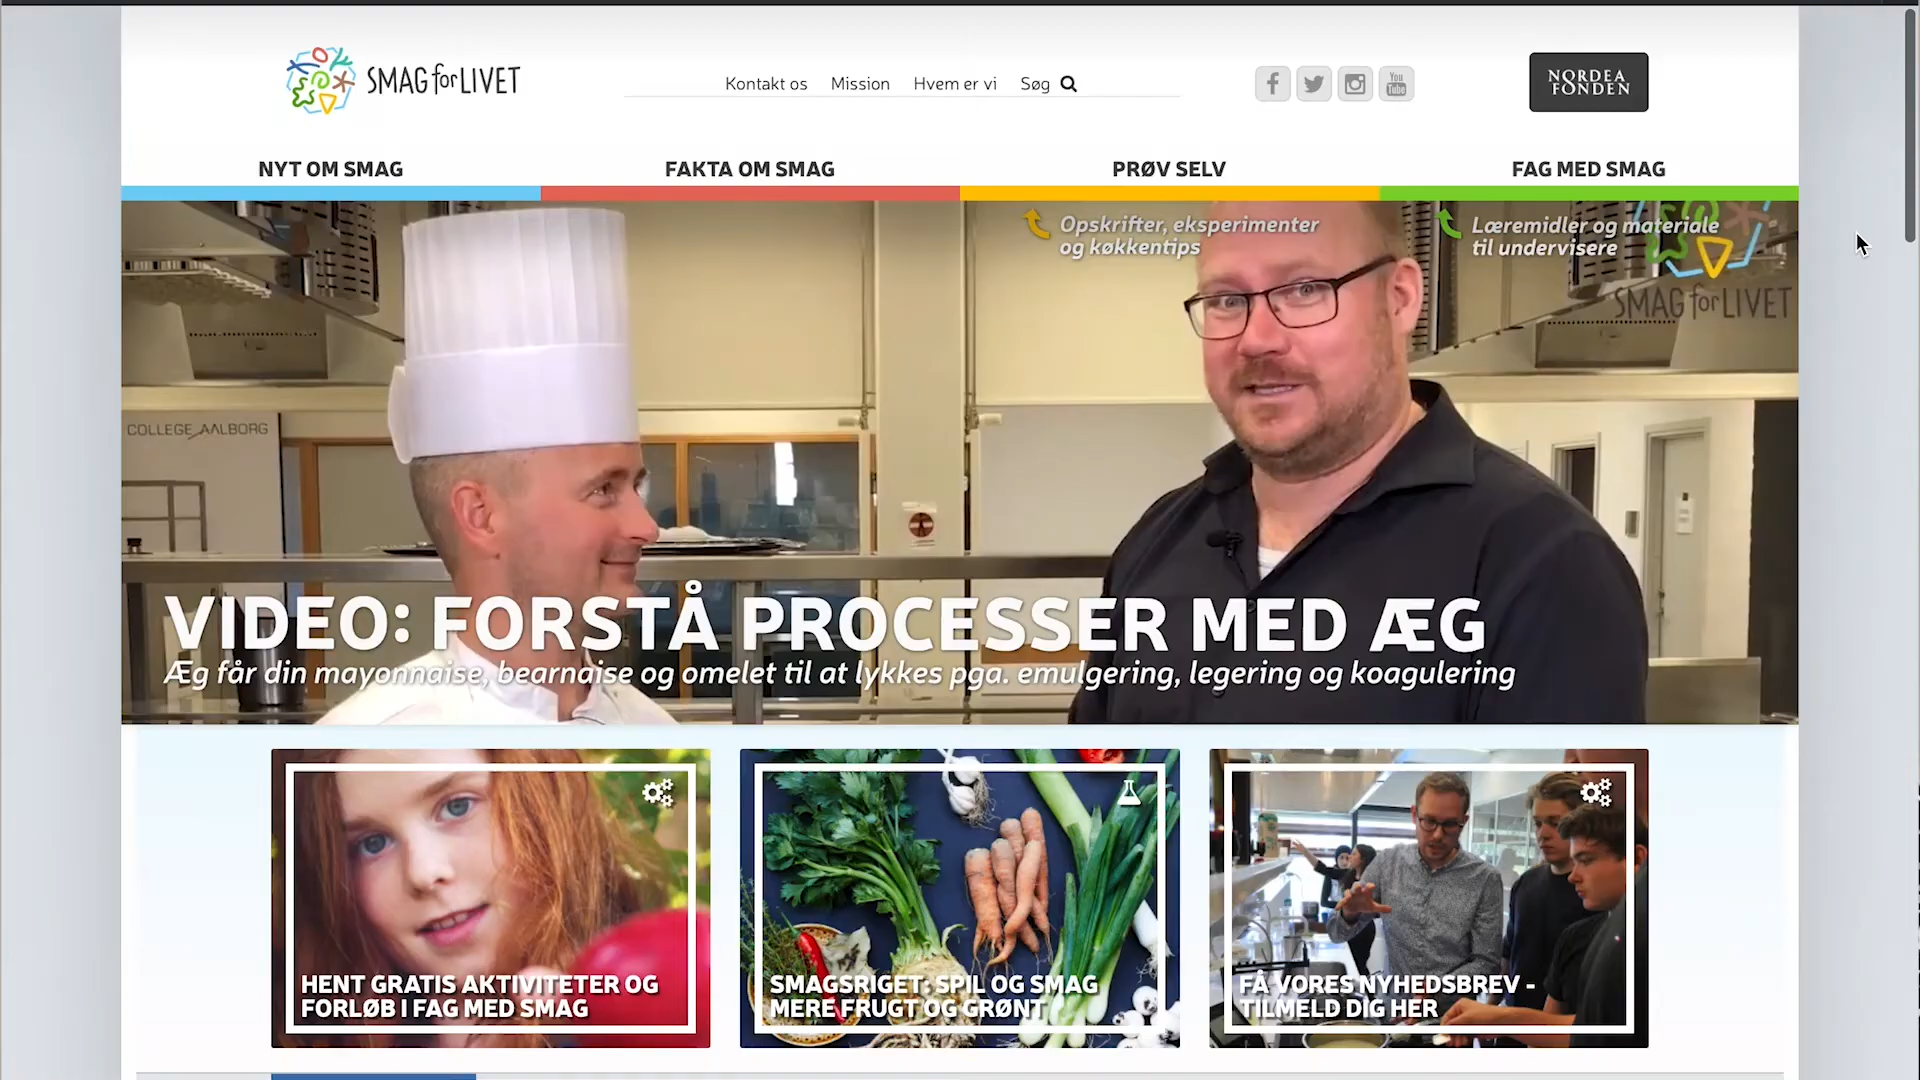 SMAG for LIVET
Kontakt os
Mission
Hvem er vi
Søg
You
Tube
NORDEA
FONDEN
NYT OM SMAG
FAKTA OM SMAG
PRØV SELV
FAG MED SMAG
Opskrifter, eksperimenter
og køkkentips
Læremidler og materiale
til undervisere
SMAG for LIVET
COLLEGE AALBORG
VIDEO: FORSTÅ PROCESSER MED ÆG
Æg får din mayonnaise, bearnaise og omelet til at lykkes pga. emulgering, legering og koagulering
HENT GRATIS AKTIVITETER OG
FORLØB I FAG MED SMAG
SMAGSRIGET: SPIL OG SMAG
MERE FRUGT OG GRØNT
FÅ VORES NYHEDSBREV -
TILMELD DIG HER